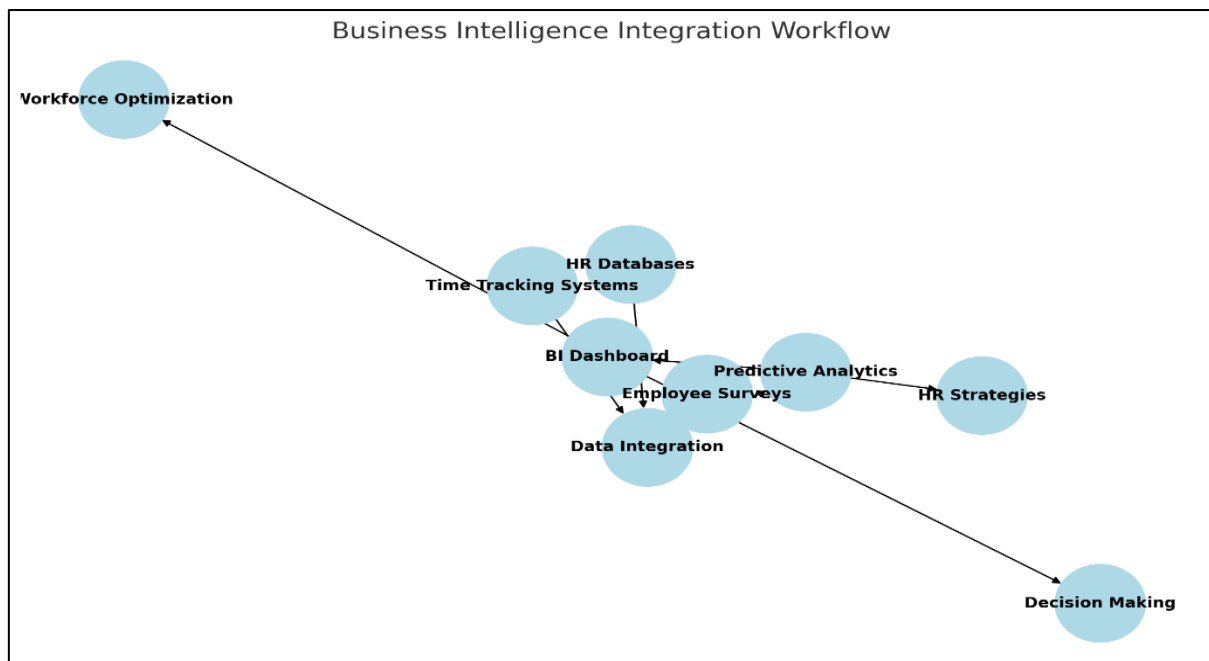 Business Intelligence Integration Workflow
Workforce Optimization
HR Databases
Time Tracking Systems
BI Dashboard
Predictive Analytics
Employee Surveys
HR Strategies
Data Integration
Decision Making